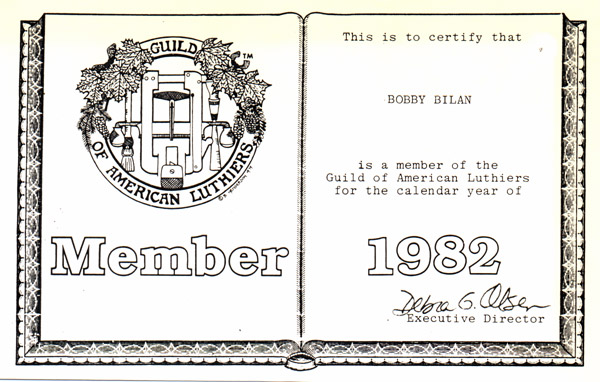 GUILD
TM
OF AMERICAN LUTHIERS
Member
This is to certify that
BOBBY BILAN
is a member of the
Guild of American Luthiers
for the calendar year of
1982
Debra G. Olsen
Executive Director